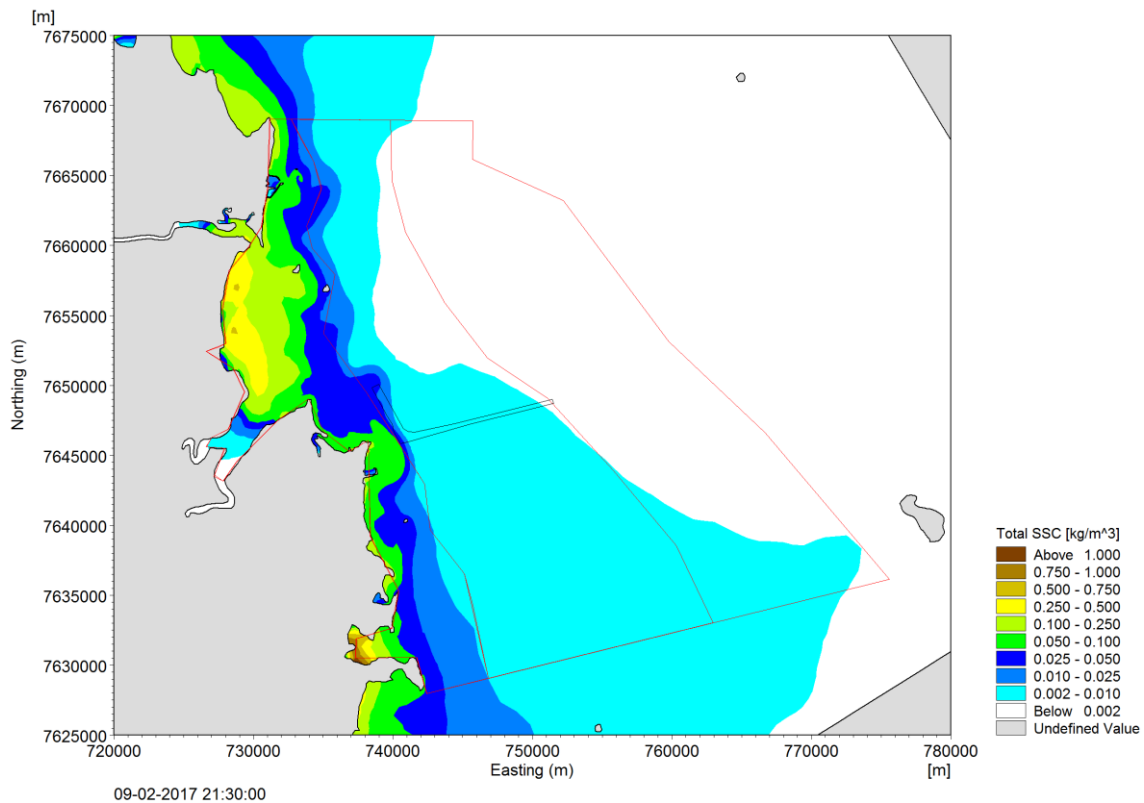 [m]
7675000
7670000
7665000
7660000
7655000
7650000
7645000
7640000
7635000
7630000
7625000
Northing (m)
720000 730000 740000 750000 760000 770000 780000
Easting (m) [m]
09-02-2017 21:30:00
Total SSC [kg/m^3]
Above 1.000
0.750 - 1.000
0.500 - 0.750
0.250 - 0.500
0.100 - 0.250
0.050 - 0.100
0.025 - 0.050
0.010 - 0.025
0.002 - 0.010
Below 0.002
Undefined Value